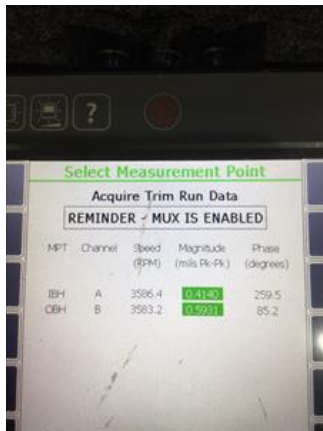 ?
Select Measurement Point
Acquire Trim Run Data
REMINDER - MUX IS ENABLED
MPT Channel Speed Magnitude Phase
(RPM) (mils Pk-Pk) (degrees)
IBH A 3586.4 0.4140 259.5
OBH B 3583.2 0.5931 85.2